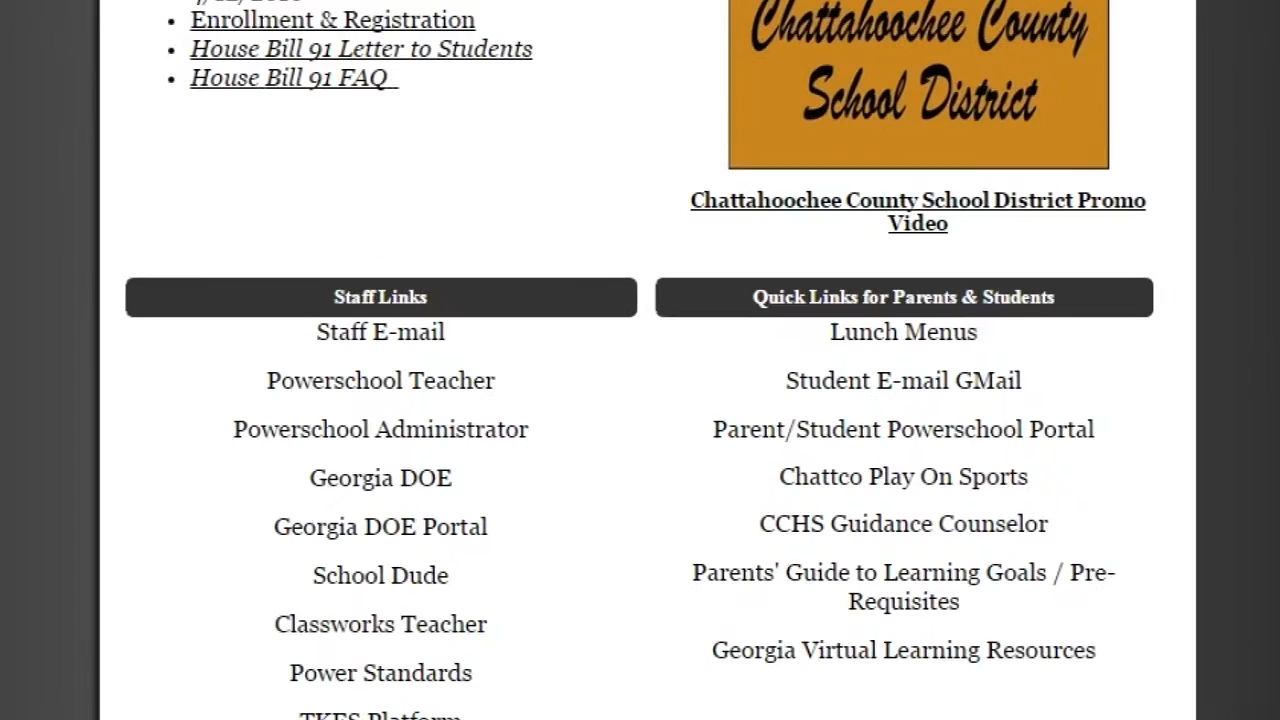 Enrollment & Registration
House Bill 91 Letter to Students
House Bill 91 FAQ
Chattahoochee County
School District
Chattahoochee County School District Promo
Video
Staff Links
Staff E-mail
Powerschool Teacher
Powerschool Administrator
Georgia DOE
Georgia DOE Portal
School Dude
Classworks Teacher
Power Standards
TKES Platform
Quick Links for Parents & Students
Lunch Menus
Student E-mail GMail
Parent/Student Powerschool Portal
Chattco Play On Sports
CCHS Guidance Counselor
Parents' Guide to Learning Goals / Pre-
Requisites
Georgia Virtual Learning Resources